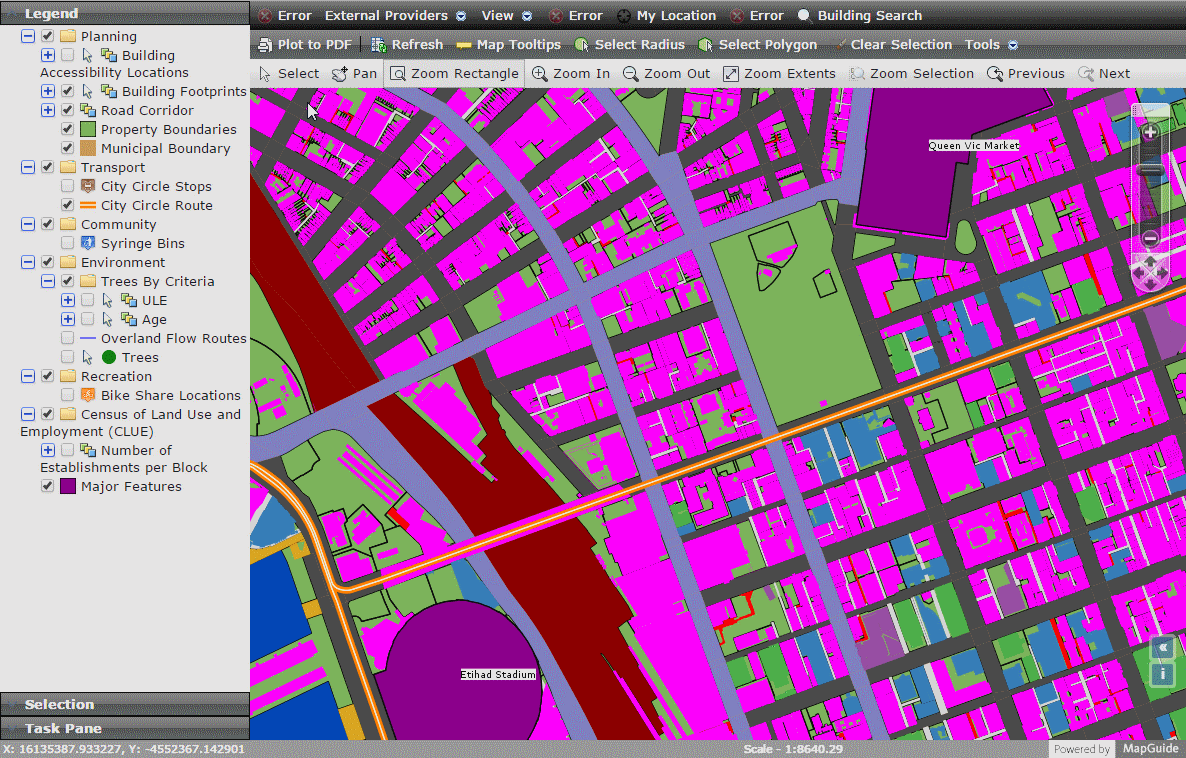 Legend
Error External Providers View Error My Location Error Building Search
Plot to PDF Refresh Map Tooltips Select Radius Select Polygon Clear Selection Tools
Select Pan Zoom Rectangle Zoom In Zoom Out Zoom Extents Zoom Selection Previous Next
Planning
Building
Accessibility Locations
Building Footprints
Road Corridor
Property Boundaries
Municipal Boundary
Transport
City Circle Stops
City Circle Route
Community
Syringe Bins
Environment
Trees By Criteria
ULE
Age
Overland Flow Routes
Trees
Recreation
Bike Share Locations
Census of Land Use and
Employment (CLUE)
Number of
Establishments per Block
Major Features
Queen Vic Market
Etihad Stadium
Selection
Task Pane
X: 16135387.933227, Y: -4552367.142901
Scale - 1:8640.29
Powered by MapGuide